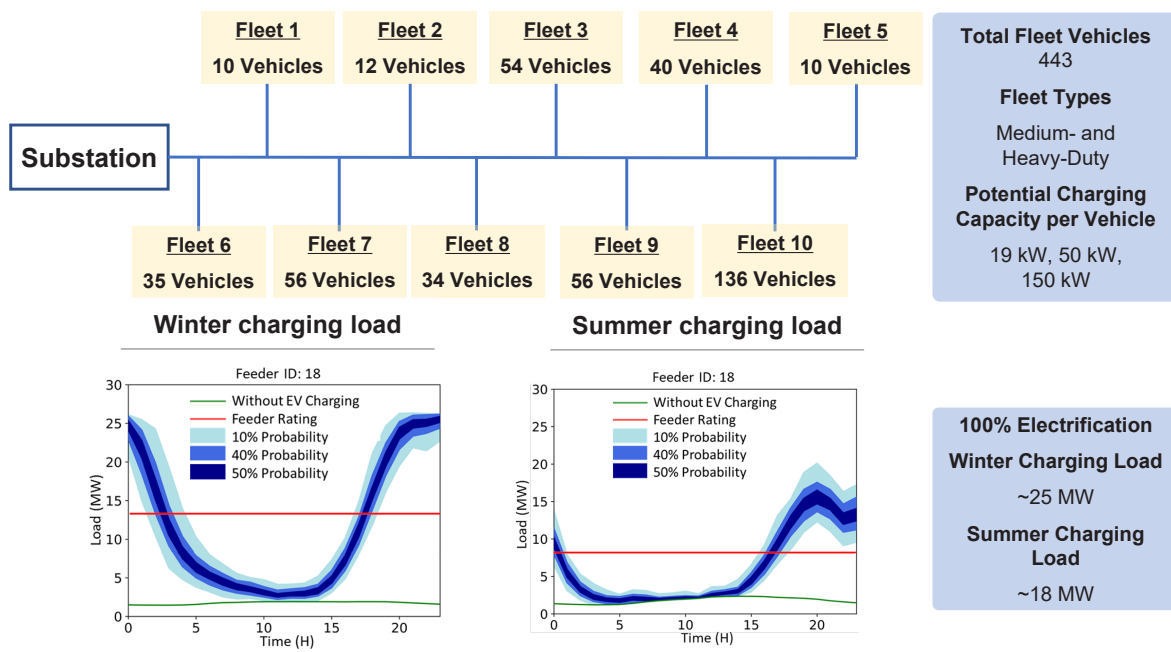 Fleet 1
10 Vehicles
Fleet 2
12 Vehicles
Fleet 3
54 Vehicles
Fleet 4
40 Vehicles
Fleet 5
10 Vehicles
Substation
Fleet 6
35 Vehicles
Fleet 7
56 Vehicles
Fleet 8
34 Vehicles
Fleet 9
56 Vehicles
Fleet 10
136 Vehicles
Total Fleet Vehicles
443
Fleet Types
Medium- and
Heavy-Duty
Potential Charging
Capacity per Vehicle
19 kW, 50 kW,
150 kW
Winter charging load
Feeder ID: 18
Without EV Charging
Feeder Rating
10% Probability
40% Probability
50% Probability
Load (MW)
30
25
20
15
10
5
0
0 5 10 15 20
Time (H)
Summer charging load
Feeder ID: 18
Without EV Charging
Feeder Rating
10% Probability
40% Probability
50% Probability
Load (MW)
30
25
20
15
10
5
0
0 5 10 15 20
Time (H)
100% Electrification
Winter Charging Load
~25 MW
Summer Charging
Load
~18 MW